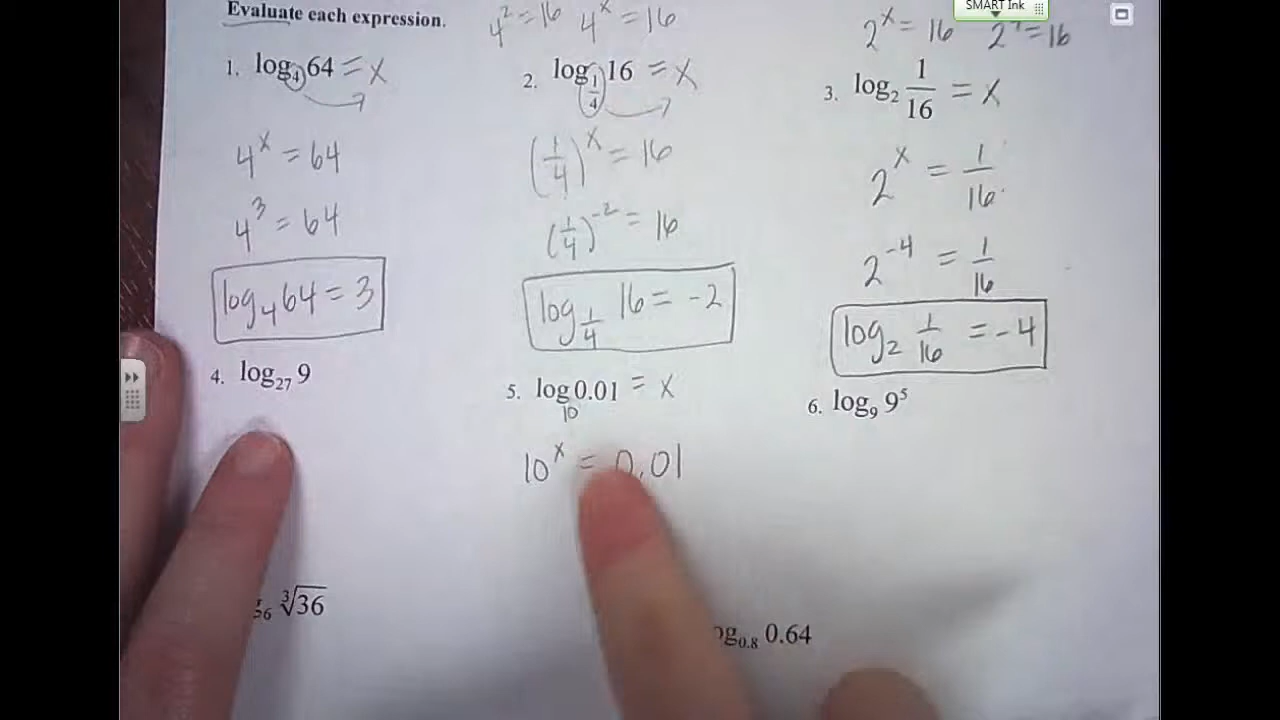 SMART Ink
Evaluate each expression.
4² = 16 4ˣ = 16
2ˣ = 16 2⁴ = 16
1. log₄ 64 = x
2. log_{1/4} 16 = x
3. log₂ 1/16 = x
4ˣ = 64
(1/4)ˣ = 16
2ˣ = 1/16
4³ = 64
(1/4)⁻² = 16
2⁻⁴ = 1/16
log₄ 64 = 3
log_{1/4} 16 = -2
log₂ 1/16 = -4
4. log₂₇ 9
5. log₁₀ 0.01 = x
6. log₉ 9⁵
10ˣ = 0.01
₆ ∛36
₀.₈ 0.64